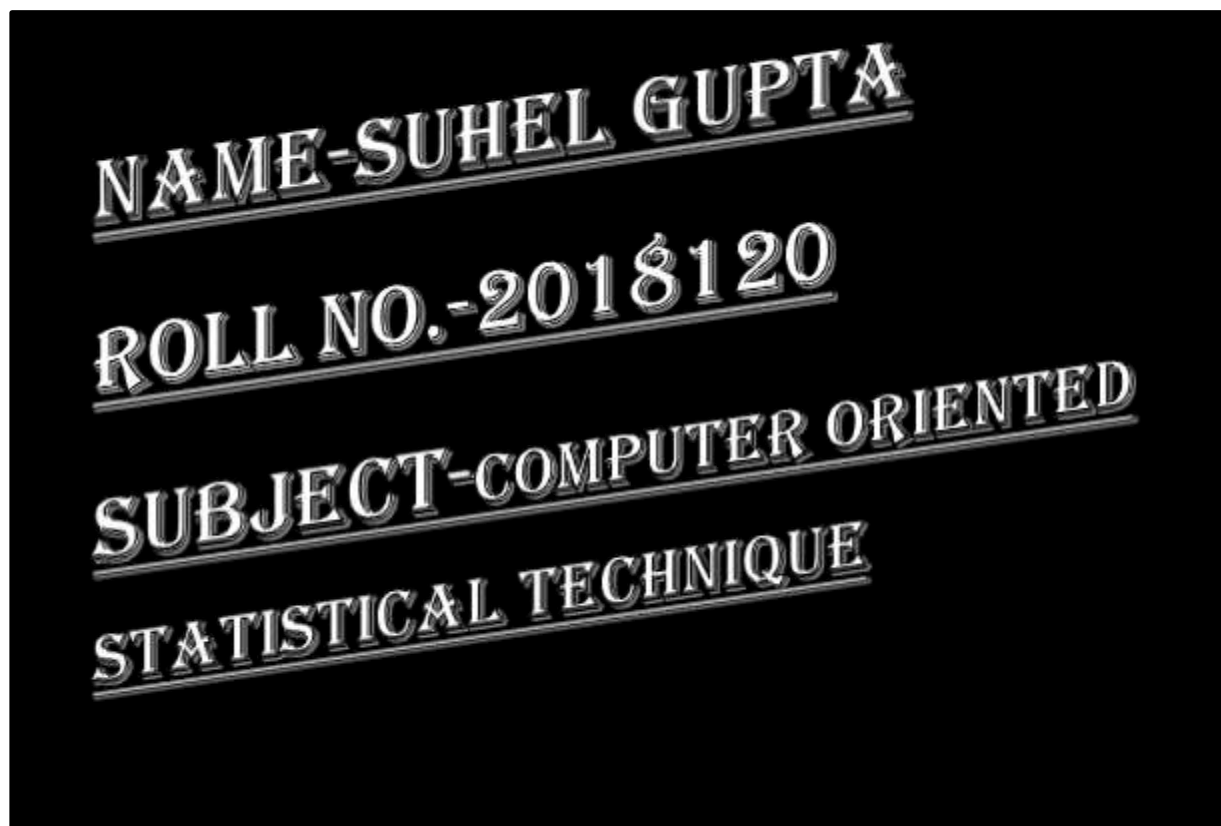 NAME-SUHEL GUPTA
ROLL NO.-2018120
SUBJECT-COMPUTER ORIENTED
STATISTICAL TECHNIQUE